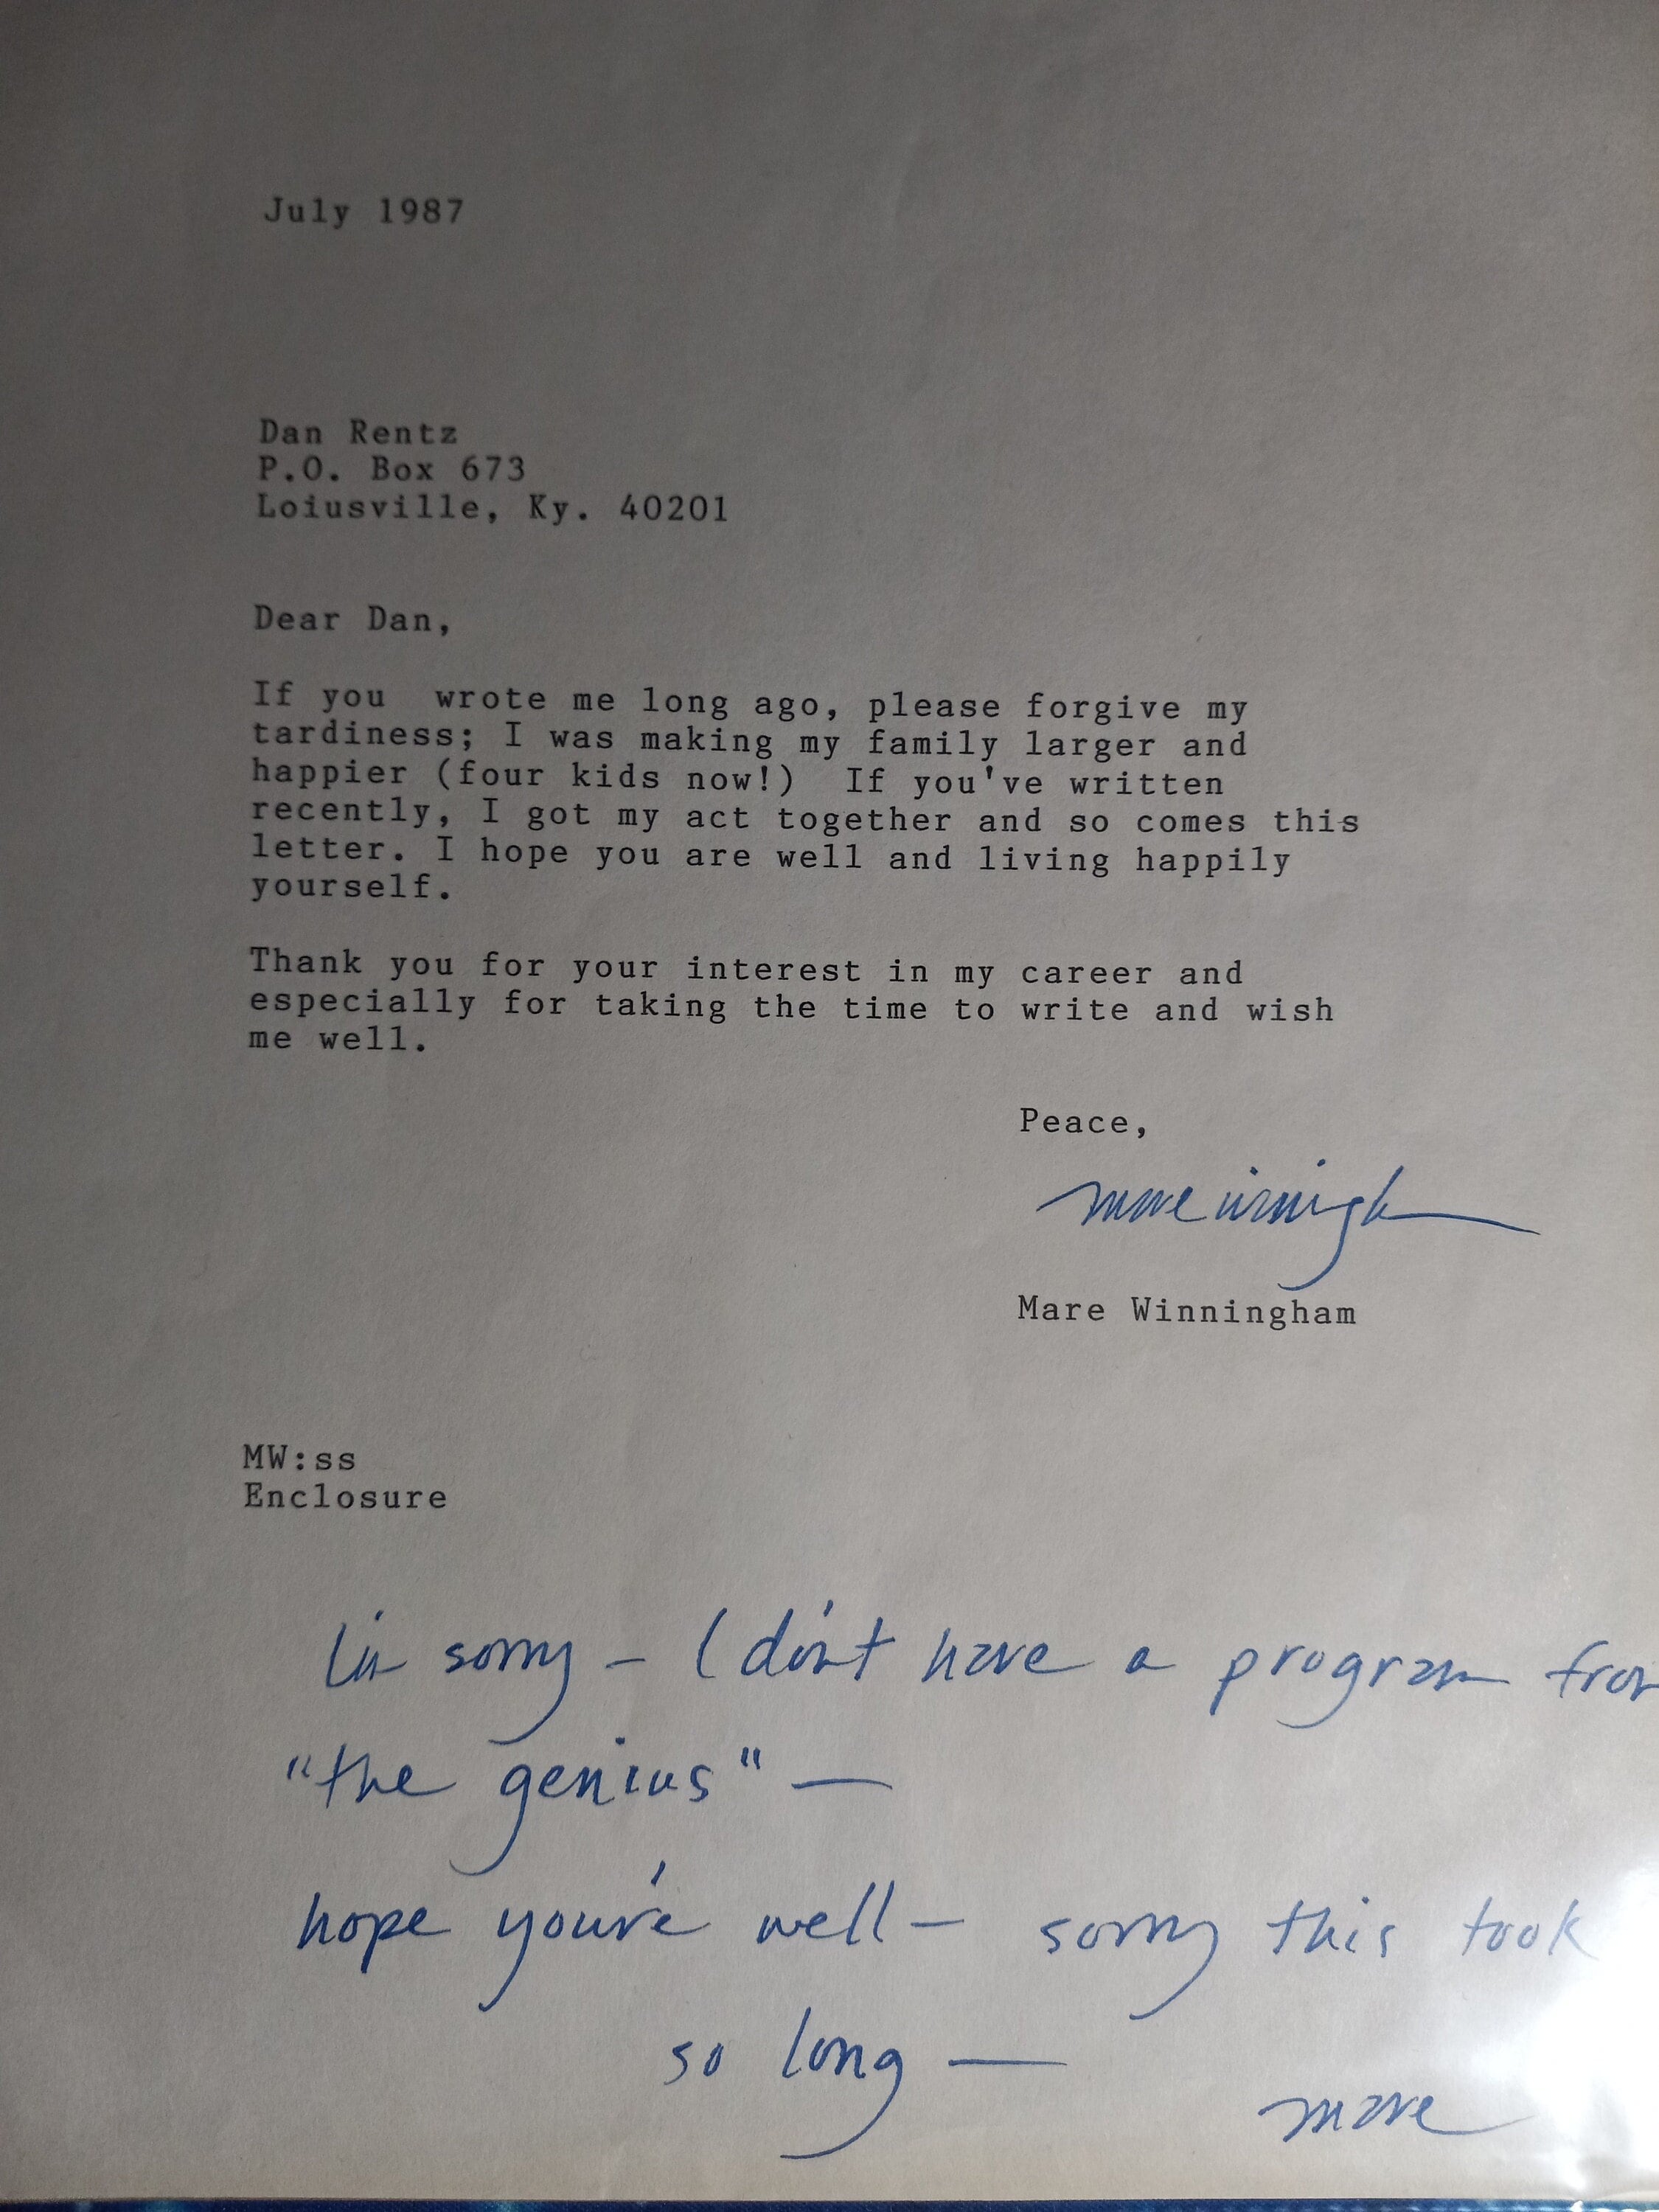 July 1987
Dan Rentz
P.O. Box 673
Loiusville, Ky. 40201
Dear Dan,
If you  wrote me long ago, please forgive my
tardiness; I was making my family larger and
happier (four kids now!)  If you've written
recently, I got my act together and so comes this
letter. I hope you are well and living happily
yourself.
Thank you for your interest in my career and
especially for taking the time to write and wish
me well.
Peace,
mare winningh
Mare Winningham
MW:ss
Enclosure
I'm sorry – I don't have a program from
"the genius" —
hope you're well – sorry this took
so long —
mare